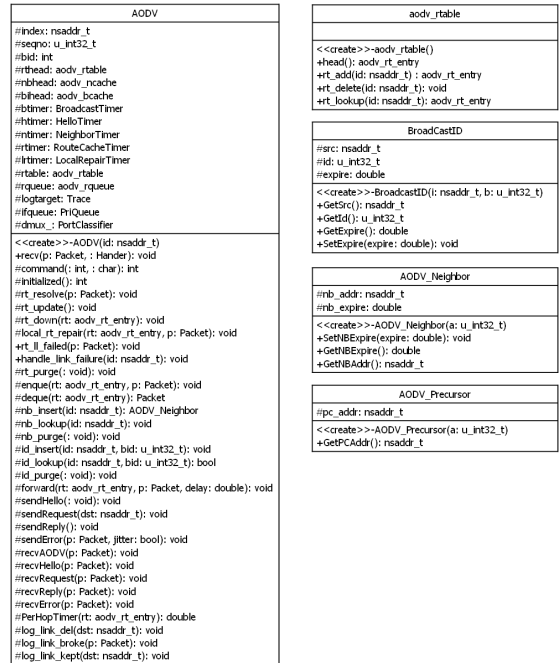 AODV
#index: nsaddr_t
#seqno: u_int32_t
#bid: int
#rthead: aodv_rtable
#nbhead: aodv_ncache
#bihead: aodv_bcache
#btimer: BroadcastTimer
#htimer: HelloTimer
#ntimer: NeighborTimer
#rtimer: RouteCacheTimer
#lrtimer: LocalRepairTimer
#rtable: aodv_rtable
#rqueue: aodv_rqueue
#logtarget: Trace
#ifqueue: PriQueue
#dmux_: PortClassifier
<<create>>-AODV(id: nsaddr_t)
+recv(p: Packet, : Hander): void
#command(: int, : char): int
#initialized(): int
#rt_resolve(p: Packet): void
#rt_update(): void
#rt_down(rt: aodv_rt_entry): void
#local_rt_repair(rt: aodv_rt_entry, p: Packet): void
+rt_ll_failed(p: Packet): void
+handle_link_failure(id: nsaddr_t): void
#rt_purge(: void): void
#enque(rt: aodv_rt_entry, p: Packet): void
#deque(rt: aodv_rt_entry): Packet
#nb_insert(id: nsaddr_t): AODV_Neighbor
#nb_lookup(id: nsaddr_t): void
#nb_purge(: void): void
#id_insert(id: nsaddr_t, bid: u_int32_t): void
#id_lookup(id: nsaddr_t, bid: u_int32_t): bool
#id_purge(: void): void
#forward(rt: aodv_rt_entry, p: Packet, delay: double): void
#sendHello(: void): void
#sendRequest(dst: nsaddr_t): void
#sendReply(): void
#sendError(p: Packet, jitter: bool): void
#recvAODV(p: Packet): void
#recvHello(p: Packet): void
#recvRequest(p: Packet): void
#recvReply(p: Packet): void
#recvError(p: Packet): void
#PerHopTimer(rt: aodv_rt_entry): double
#log_link_del(dst: nsaddr_t): void
#log_link_broke(p: Packet): void
#log_link_kept(dst: nsaddr_t): void
aodv_rtable
<<create>>-aodv_rtable()
+head(): aodv_rt_entry
+rt_add(id: nsaddr_t) : aodv_rt_entry
+rt_delete(id: nsaddr_t): void
+rt_lookup(id: nsaddr_t): aodv_rt_entry
BroadCastID
#src: nsaddr_t
#id: u_int32_t
#expire: double
<<create>>-BroadcastID(i: nsaddr_t, b: u_int32_t)
+GetSrc(): nsaddr_t
+GetId(): u_int32_t
+GetExpire(): double
+SetExpire(expire: double): void
AODV_Neighbor
#nb_addr: nsaddr_t
#nb_expire: double
<<create>>-AODV_Neighbor(a: u_int32_t)
+SetNBExpire(expire: double): void
+GetNBExpire(): double
+GetNBAddr(): nsaddr_t
AODV_Precursor
#pc_addr: nsaddr_t
<<create>>-AODV_Precursor(a: u_int32_t)
+GetPCAddr(): nsaddr_t